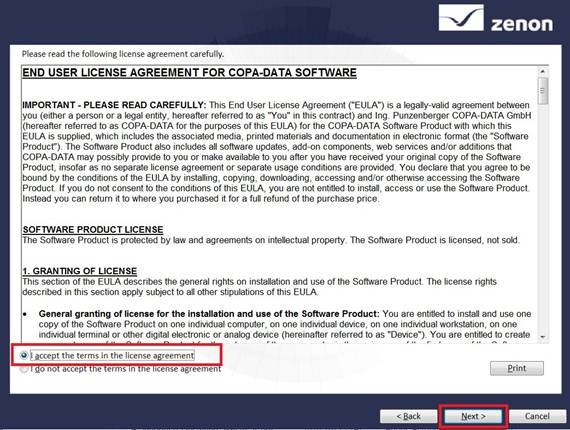 zenon
Please read the following license agreement carefully.
END USER LICENSE AGREEMENT FOR COPA-DATA SOFTWARE
IMPORTANT - PLEASE READ CAREFULLY: This End User License Agreement ("EULA") is a legally-valid agreement between
you (either a person or a legal entity, hereafter referred to as "You" in this contract) and Ing. Punzenberger COPA-DATA GmbH
(hereafter referred to as COPA-DATA for the purposes of this EULA) for the COPA-DATA Software Product with which this
EULA is supplied, which includes the associated media, printed materials and documentation in electronic format (the "Software
Product"). The Software Product also includes all software updates, add-on components, web services and/or additions that
COPA-DATA may possibly provide to you or make available to you after you have received your original copy of the Software
Product, insofar as no separate license agreement or separate usage conditions are provided. You declare that you agree to be
bound by the conditions of the EULA by installing, copying, downloading, accessing and/or otherwise accessing the Software
Product. If you do not consent to the conditions of this EULA, you are not entitled to install, access or use the Software Product.
Instead you can return it to where you purchased it for a full refund of the purchase price.
SOFTWARE PRODUCT LICENSE
The Software Product is protected by law and agreements on intellectual property. The Software Product is licensed, not sold.
1. GRANTING OF LICENSE
This section of the EULA describes the general rights on installation and use of the Software Product. The license rights
described in this section apply subject to all other stipulations of this EULA.
• General granting of license for the installation and use of the Software Product: You are entitled to install and use one
copy of the Software Product on one individual computer, on one individual device, on one individual workstation, on one
individual terminal or other digital electronic or analog device (hereinafter referred to as "Device"). You are entitled to create
I accept the terms in the license agreement
I do not accept the terms in the license agreement
Print
< Back
Next >
Cancel